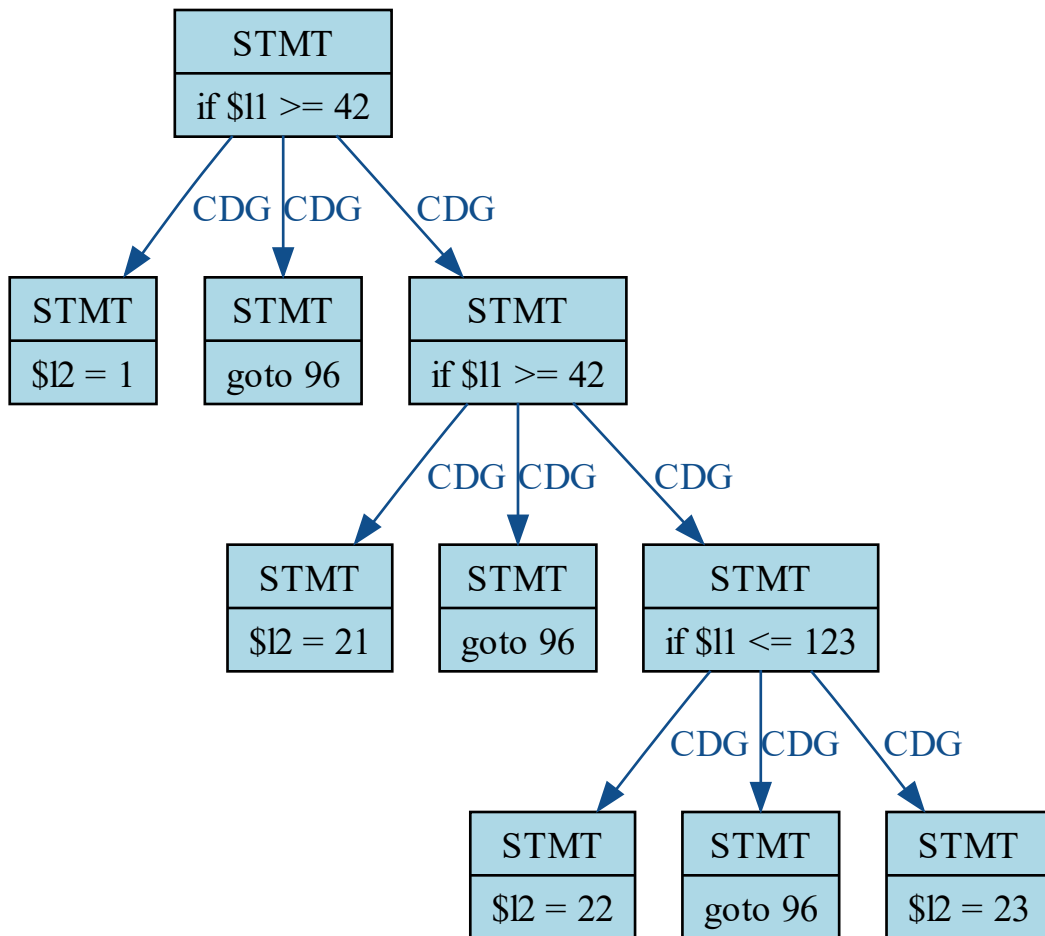 STMT
if $l1 >= 42
CDG CDG CDG
STMT STMT STMT
$l2 = 1 goto 96 if $l1 >= 42
CDG CDG CDG
STMT STMT STMT
$l2 = 21 goto 96 if $l1 <= 123
CDG CDG CDG
STMT STMT STMT
$l2 = 22 goto 96 $l2 = 23